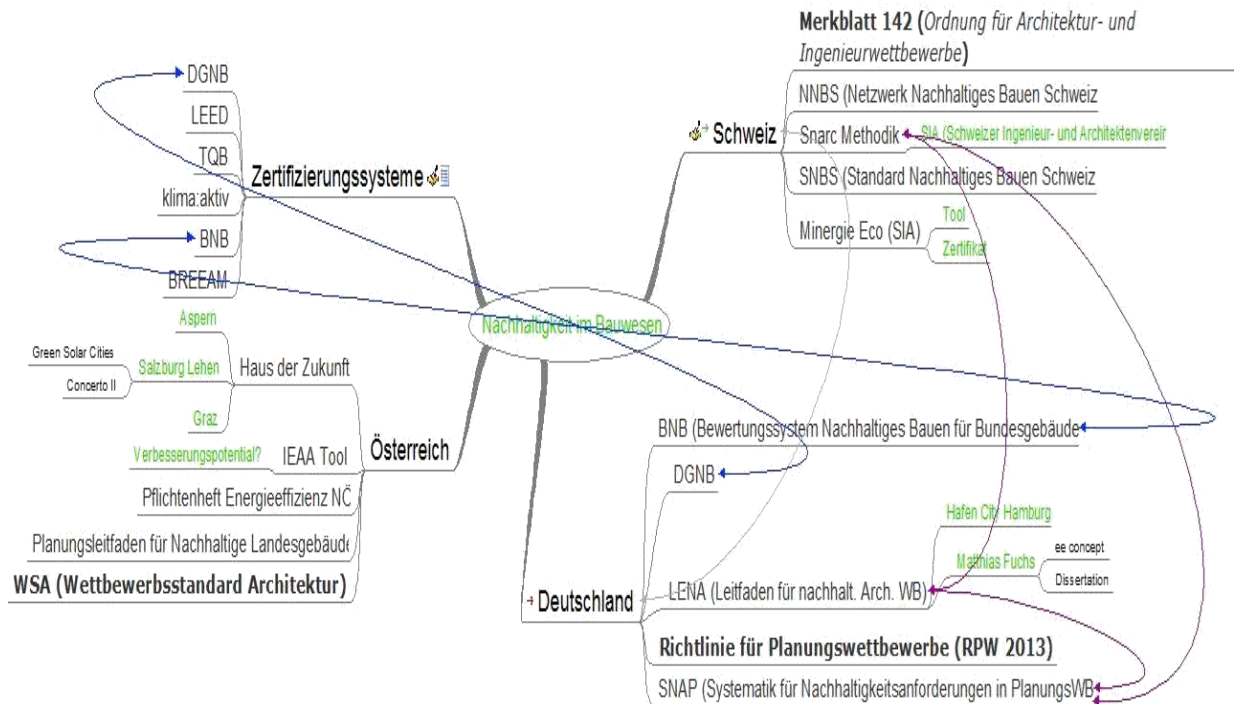 Merkblatt 142 (Ordnung für Architektur- und
Ingenieurwettbewerbe)
NNBS (Netzwerk Nachhaltiges Bauen Schweiz
Schweiz
Snarc Methodik
SIA (Schweizer Ingenieur- und Architektenverein
SNBS (Standard Nachhaltiges Bauen Schweiz
Minergie Eco (SIA)
Tool
Zertifikat
DGNB
LEED
TQB
klima:aktiv
BNB
BREEAM
Zertifizierungssysteme
Nachhaltigkeit im Bauwesen
Aspern
Green Solar Cities
Concerto II
Salzburg Lehen
Graz
Haus der Zukunft
Verbesserungspotential?
IEAA Tool
Österreich
Pflichtenheft Energieeffizienz NÖ
Planungsleitfaden für Nachhaltige Landesgebäude
WSA (Wettbewerbsstandard Architektur)
BNB (Bewertungssystem Nachhaltiges Bauen für Bundesgebäude
DGNB
Hafen City Hamburg
Matthias Fuchs
ee concept
Dissertation
LENA (Leitfaden für nachhalt. Arch. WB)
Deutschland
Richtlinie für Planungswettbewerbe (RPW 2013)
SNAP (Systematik für Nachhaltigkeitsanforderungen in PlanungsWB